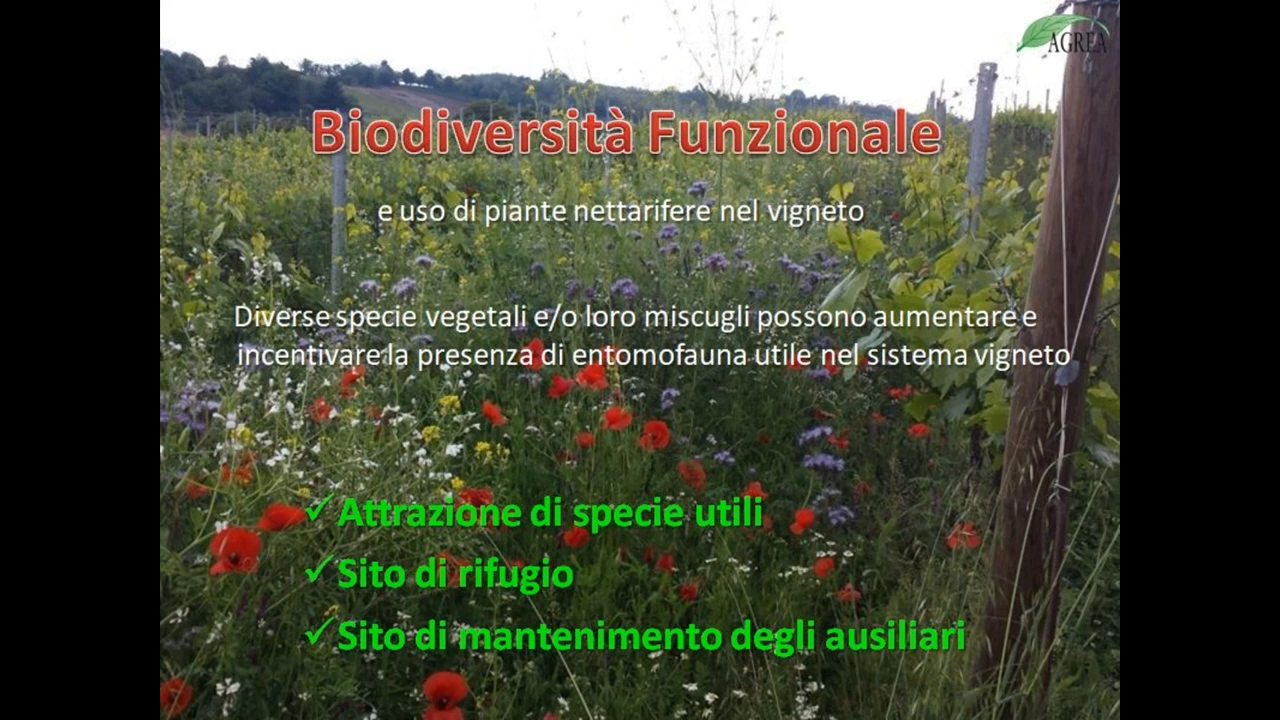 AGREA
Biodiversità Funzionale
e uso di piante nettarifere nel vigneto
Diverse specie vegetali e/o loro miscugli possono aumentare e
incentivare la presenza di entomofauna utile nel sistema vigneto
✓Attrazione di specie utili
✓Sito di rifugio
✓Sito di mantenimento degli ausiliari